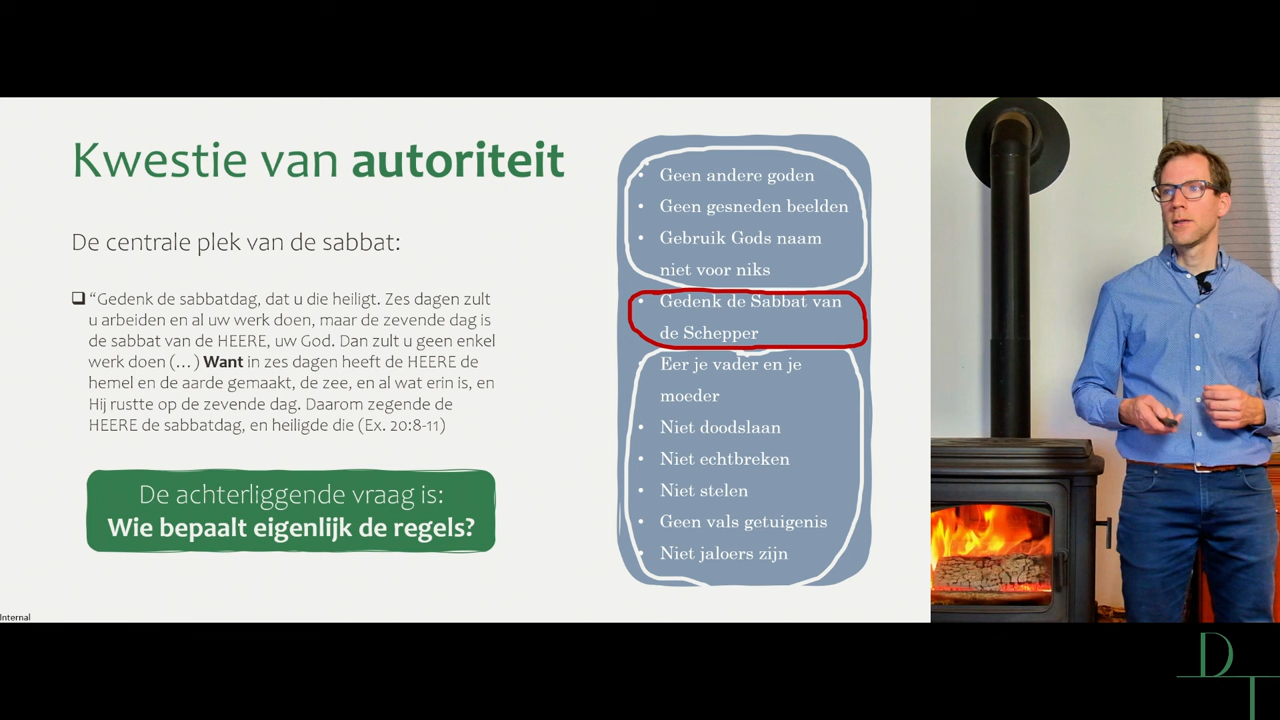 Kwestie van autoriteit
De centrale plek van de sabbat:
❑ “Gedenk de sabbatdag, dat u die heiligt. Zes dagen zult
u arbeiden en al uw werk doen, maar de zevende dag is
de sabbat van de HEERE, uw God. Dan zult u geen enkel
werk doen (…) Want in zes dagen heeft de HEERE de
hemel en de aarde gemaakt, de zee, en al wat erin is, en
Hij rustte op de zevende dag. Daarom zegende de
HEERE de sabbatdag, en heiligde die (Ex. 20:8-11)
De achterliggende vraag is:
Wie bepaalt eigenlijk de regels?
• Geen andere goden
• Geen gesneden beelden
• Gebruik Gods naam
niet voor niks
• Gedenk de Sabbat van
de Schepper
• Eer je vader en je
moeder
• Niet doodslaan
• Niet echtbreken
• Niet stelen
• Geen vals getuigenis
• Niet jaloers zijn
Internal
DT